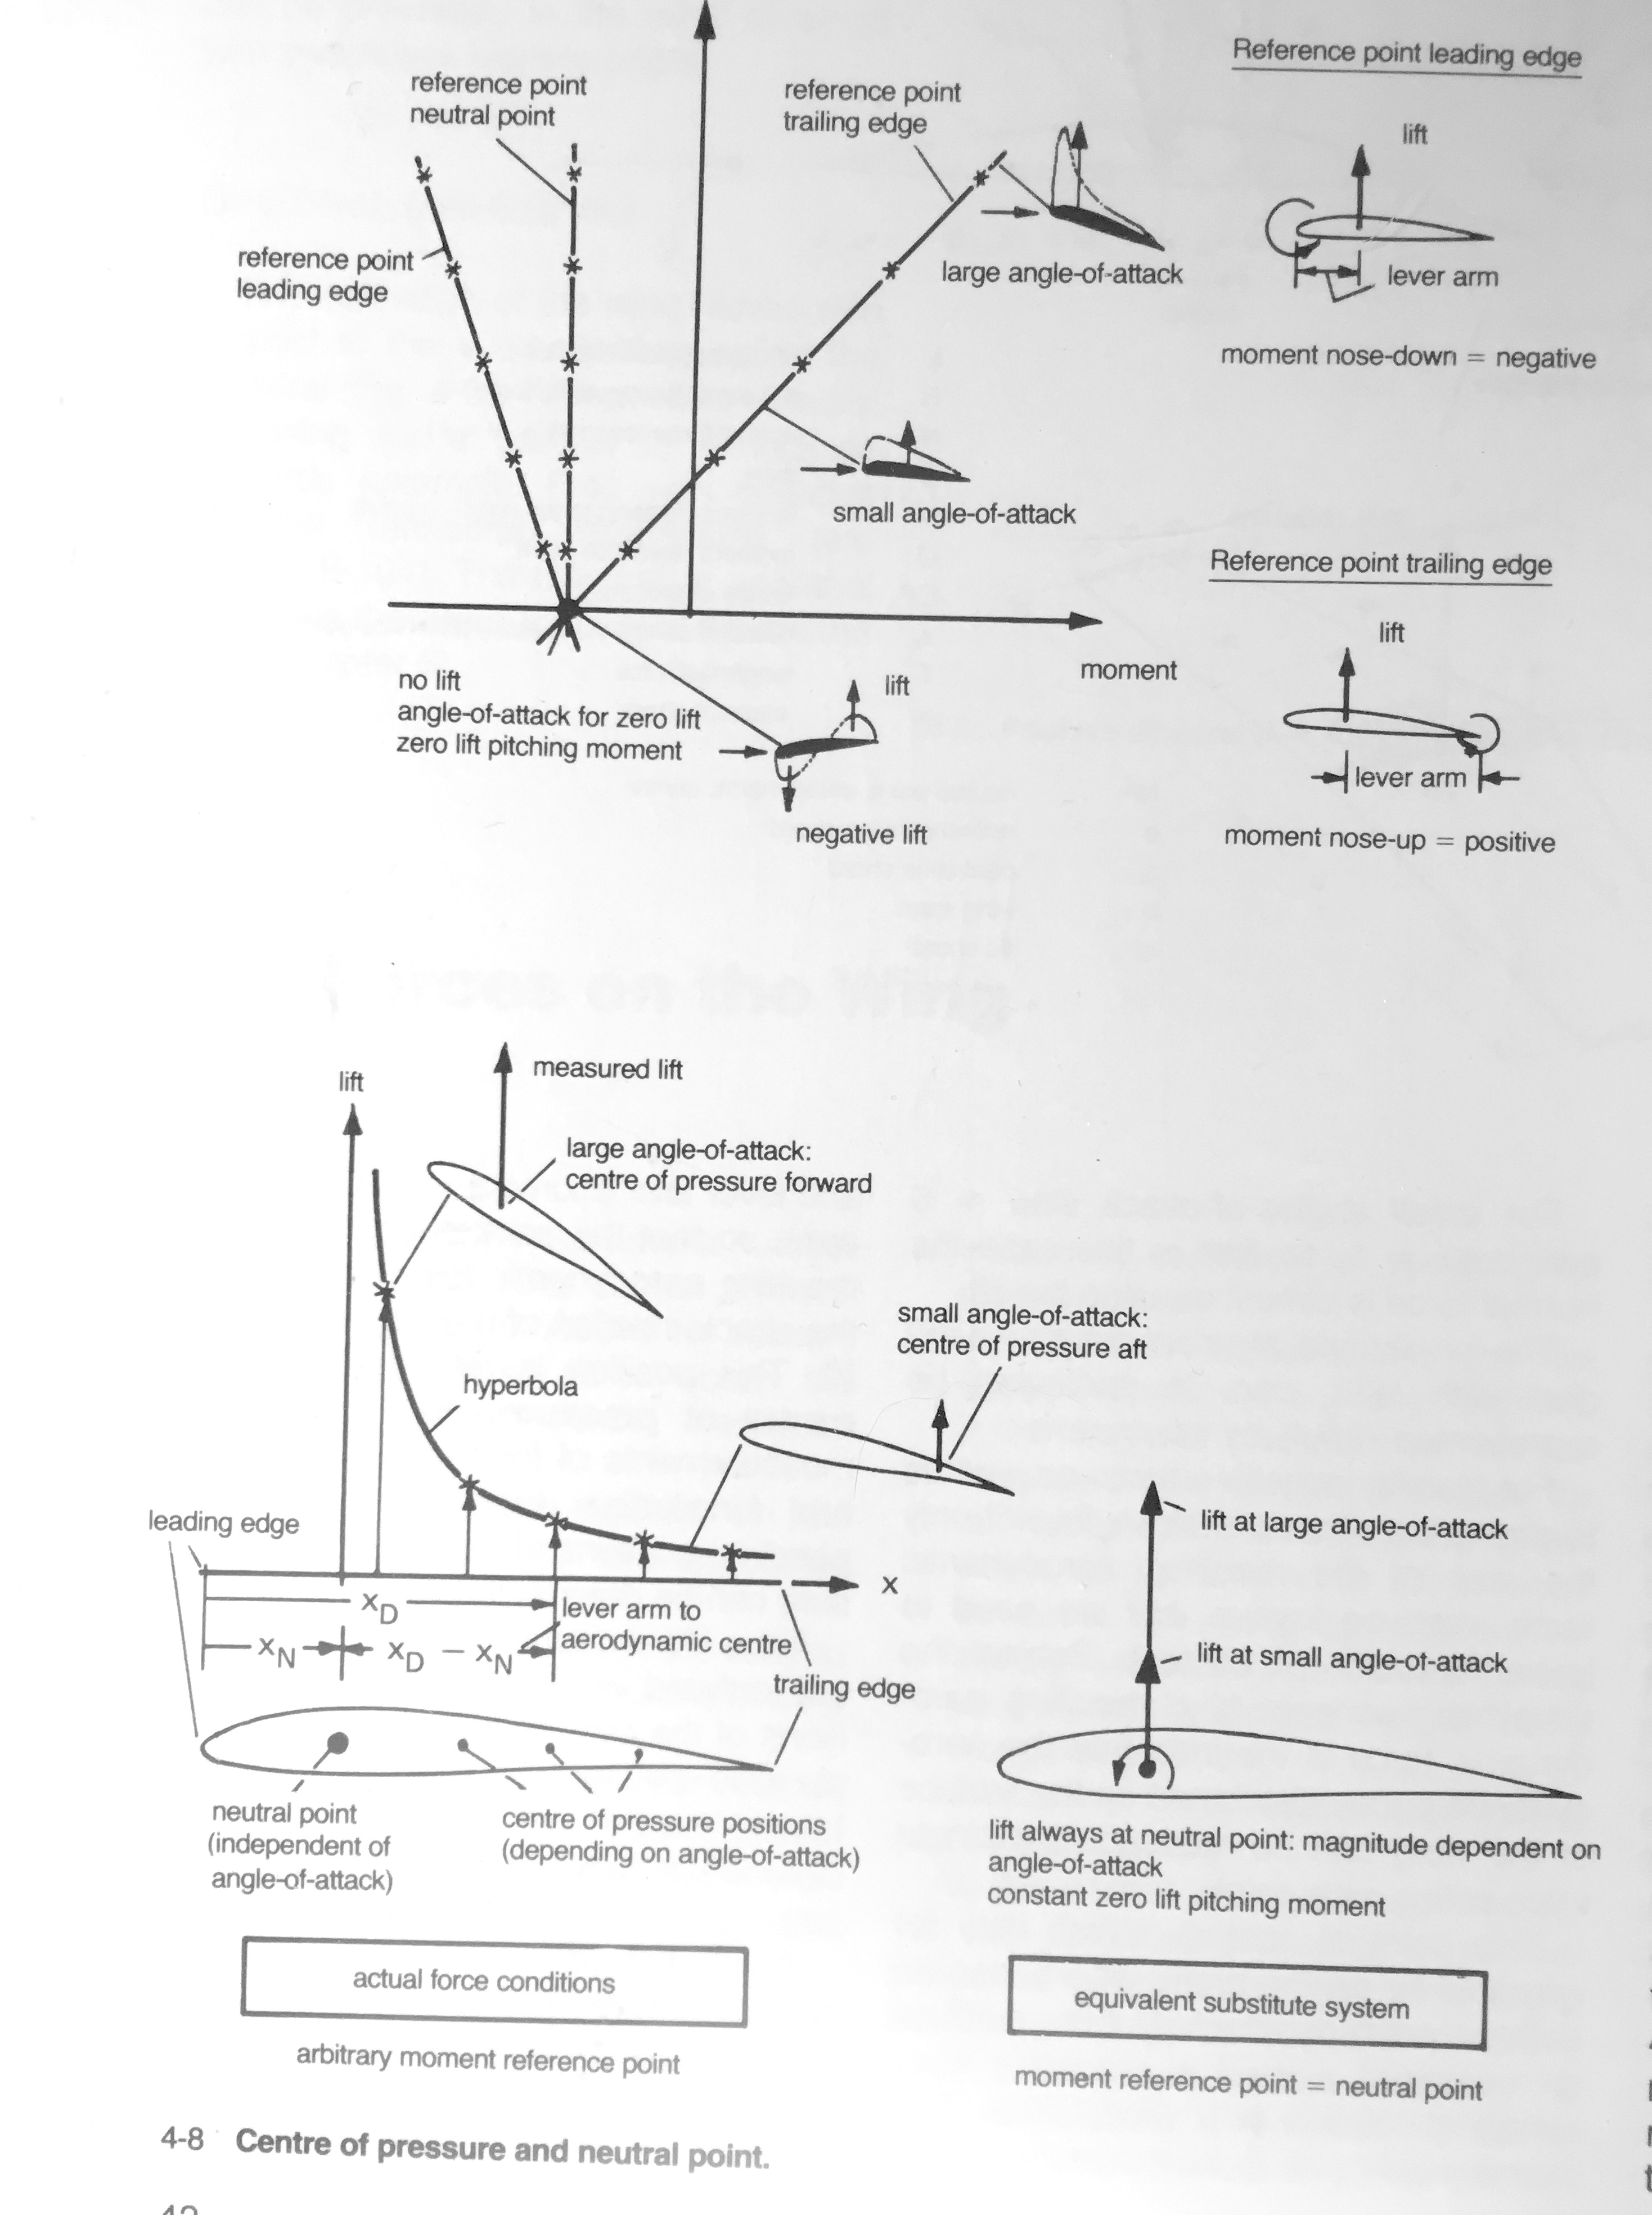 reference point
neutral point
reference point
trailing edge
Reference point leading edge
lift
reference point
leading edge
large angle-of-attack
lever arm
moment nose-down = negative
small angle-of-attack
Reference point trailing edge
lift
moment
no lift
angle-of-attack for zero lift
zero lift pitching moment
lift
negative lift
lever arm
moment nose-up = positive
lift
measured lift
large angle-of-attack:
centre of pressure forward
hyperbola
small angle-of-attack:
centre of pressure aft
leading edge
x
xD
lever arm to
aerodynamic centre
xN
xD - xN
trailing edge
neutral point
(independent of
angle-of-attack)
centre of pressure positions
(depending on angle-of-attack)
lift at large angle-of-attack
lift at small angle-of-attack
lift always at neutral point: magnitude dependent on
angle-of-attack
constant zero lift pitching moment
actual force conditions
arbitrary moment reference point
equivalent substitute system
moment reference point = neutral point
4-8 Centre of pressure and neutral point.